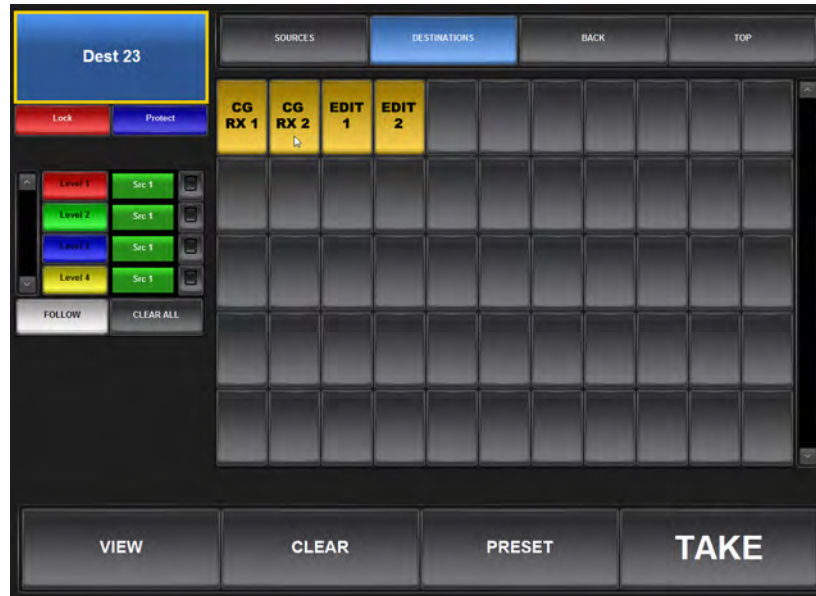 Dest 23
SOURCES
DESTINATIONS
BACK
TOP
Lock
Protect
CG
RX 1
CG
RX 2
EDIT
1
EDIT
2
Level 1
Src 1
Level 2
Src 1
Level 3
Src 1
Level 4
Src 1
FOLLOW
CLEAR ALL
VIEW
CLEAR
PRESET
TAKE